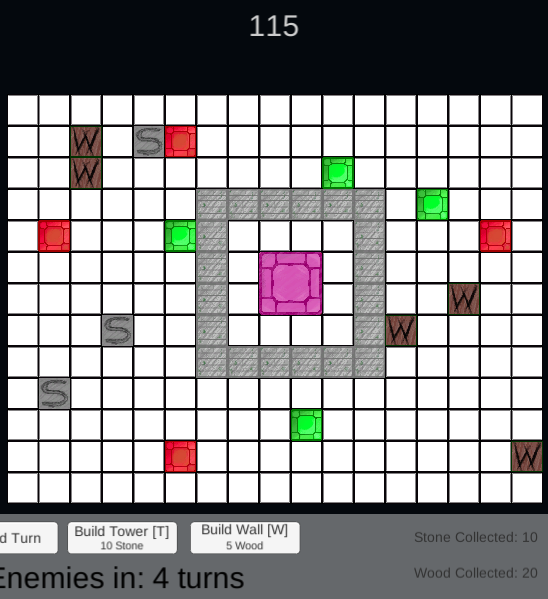 115
W
S
W
W
S
W
S
W
d Turn
Build Tower [T]
10 Stone
Build Wall [W]
5 Wood
Stone Collected: 10
Wood Collected: 20
Enemies in: 4 turns